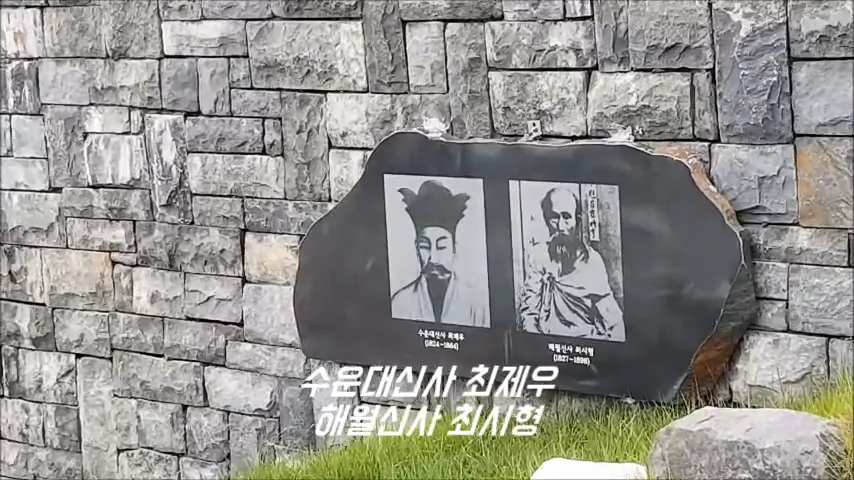 수운대신사 최제우
(1824~1864)
해월신사 최시형
(1827~1898)
수운대신사 최제우
해월신사 최시형